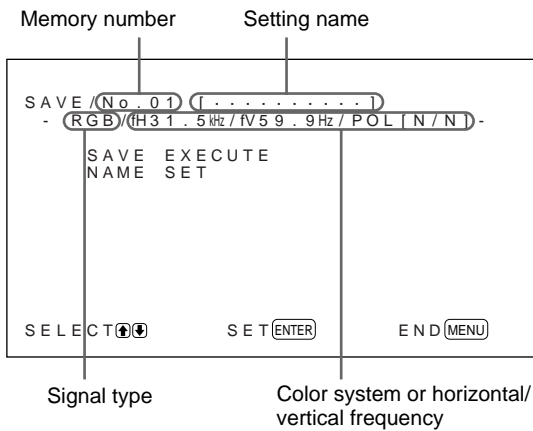 Memory number Setting name
SAVE/No.01 [ · · · · · · · · · · ]
- RGB/fH31.5kHz/fV59.9Hz/POL[N/N] -
SAVE EXECUTE
NAME SET
SELECT SET ENTER END MENU
Signal type Color system or horizontal/
vertical frequency